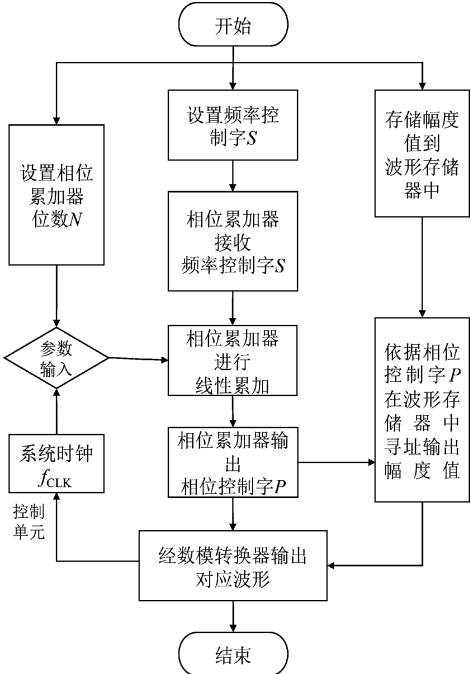 开始
设置相位
累加器
位数N
设置频率控
制字S
存储幅度
值到
波形存储
器中
相位累加器
接收
频率控制字S
参数
输入
相位累加器
进行
线性累加
依据相位
控制字P
在波形存
储器中
寻址输出
幅度值
系统时钟
fCLK
相位累加器输
出
相位控制字P
控制
单元
经数模转换器输出
对应波形
结束